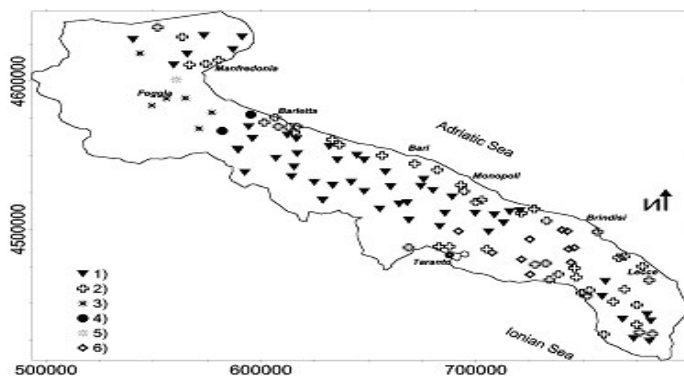 4600000
4500000
Manfredonia
Foggia
Barletta
Adriatic Sea
Bari
Monopoli
Brindisi
N
Taranto
Lecce
Ionian Sea
1)
2)
3)
4)
5)
6)
500000
600000
700000